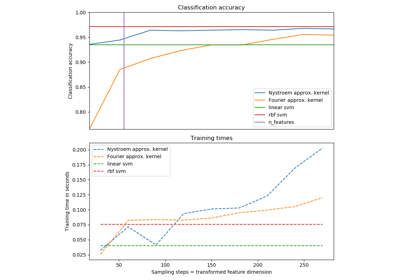 Classification accuracy
1.00
0.95
0.90
0.85
0.80
Classification accuracy
Nystroem approx. kernel
Fourier approx. kernel
linear svm
rbf svm
n_features
Training times
0.200
0.175
0.150
0.125
0.100
0.075
0.050
0.025
Training time in seconds
Nystroem approx. kernel
Fourier approx. kernel
linear svm
rbf svm
50
100
150
200
250
Sampling steps = transformed feature dimension